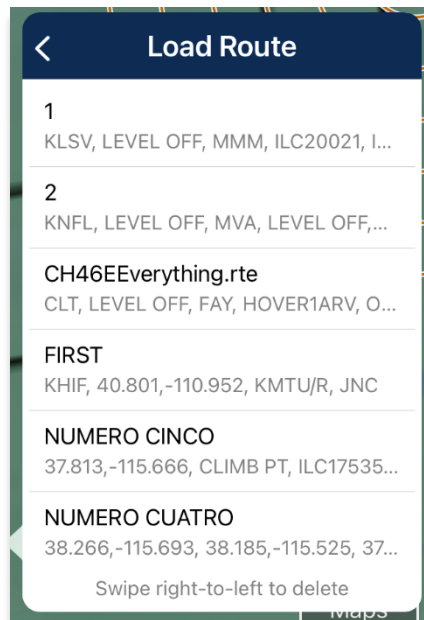 Load Route
1
KLSV, LEVEL OFF, MMM, ILC20021, I...
2
KNFL, LEVEL OFF, MVA, LEVEL OFF,...
CH46EEverything.rte
CLT, LEVEL OFF, FAY, HOVER1ARV, O...
FIRST
KHIF, 40.801,-110.952, KMTU/R, JNC
NUMERO CINCO
37.813,-115.666, CLIMB PT, ILC17535...
NUMERO CUATRO
38.266,-115.693, 38.185,-115.525, 37...
Swipe right-to-left to delete
Maps